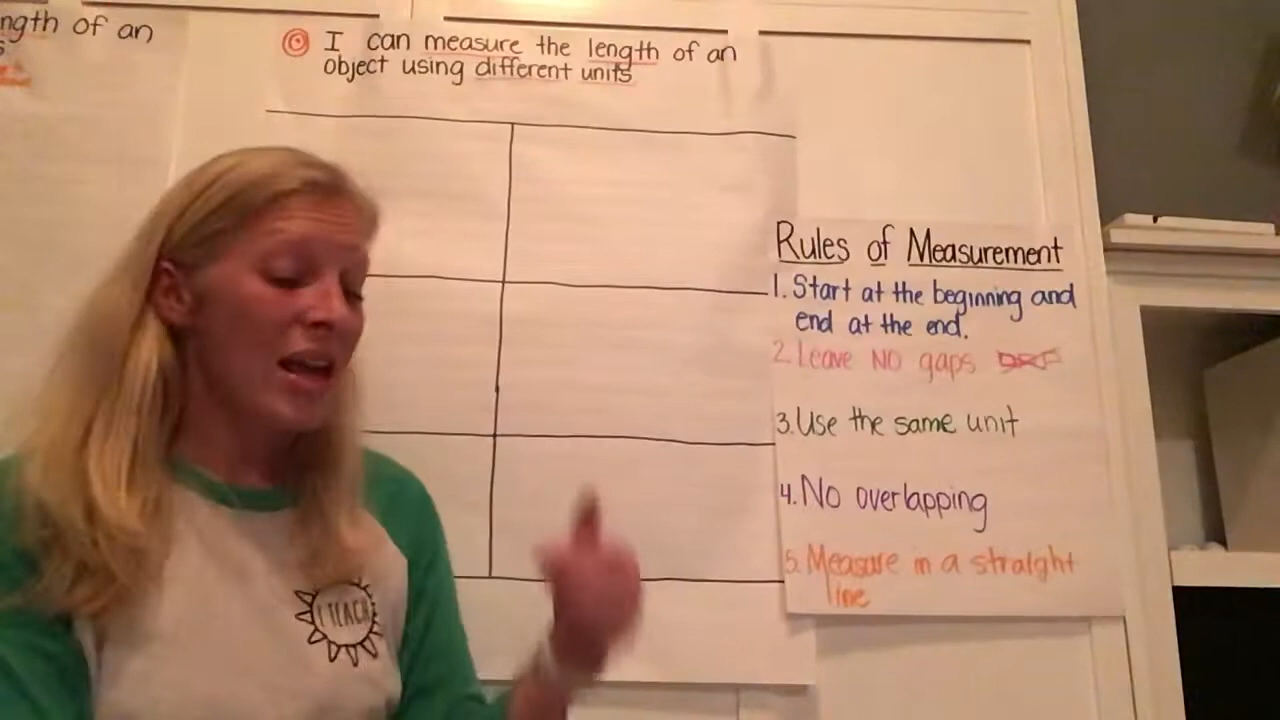 ngth of an
I can measure the length of an
object using different units
Rules of Measurement
1. Start at the beginning and
end at the end.
2. Leave NO gaps
3. Use the same unit
4. No overlapping
5. Measure in a straight
line
I TEACH